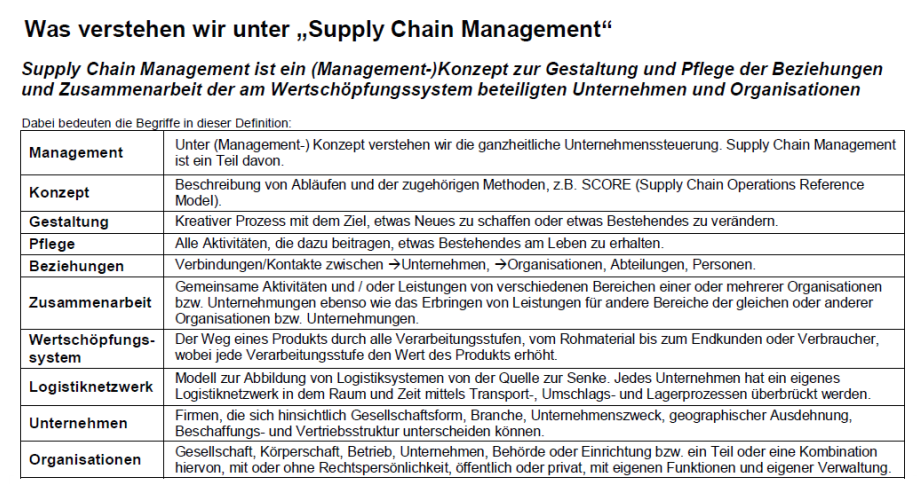 Was verstehen wir unter „Supply Chain Management“
Supply Chain Management ist ein (Management-)Konzept zur Gestaltung und Pflege der Beziehungen
und Zusammenarbeit der am Wertschöpfungssystem beteiligten Unternehmen und Organisationen
Dabei bedeuten die Begriffe in dieser Definition:
Management
Unter (Management-) Konzept verstehen wir die ganzheitliche Unternehmenssteuerung. Supply Chain Management
ist ein Teil davon.
Konzept
Beschreibung von Abläufen und der zugehörigen Methoden, z.B. SCORE (Supply Chain Operations Reference
Model).
Gestaltung
Kreativer Prozess mit dem Ziel, etwas Neues zu schaffen oder etwas Bestehendes zu verändern.
Pflege
Alle Aktivitäten, die dazu beitragen, etwas Bestehendes am Leben zu erhalten.
Beziehungen
Verbindungen/Kontakte zwischen →Unternehmen, →Organisationen, Abteilungen, Personen.
Zusammenarbeit
Gemeinsame Aktivitäten und / oder Leistungen von verschiedenen Bereichen einer oder mehrerer Organisationen
bzw. Unternehmungen ebenso wie das Erbringen von Leistungen für andere Bereiche der gleichen oder anderer
Organisationen bzw. Unternehmungen.
Wertschöpfungs-
system
Der Weg eines Produkts durch alle Verarbeitungsstufen, vom Rohmaterial bis zum Endkunden oder Verbraucher,
wobei jede Verarbeitungsstufe den Wert des Produkts erhöht.
Logistiknetzwerk
Modell zur Abbildung von Logistiksystemen von der Quelle zur Senke. Jedes Unternehmen hat ein eigenes
Logistiknetzwerk in dem Raum und Zeit mittels Transport-, Umschlags- und Lagerprozessen überbrückt werden.
Unternehmen
Firmen, die sich hinsichtlich Gesellschaftsform, Branche, Unternehmenszweck, geographischer Ausdehnung,
Beschaffungs- und Vertriebsstruktur unterscheiden können.
Organisationen
Gesellschaft, Körperschaft, Betrieb, Unternehmen, Behörde oder Einrichtung bzw. ein Teil oder eine Kombination
hiervon, mit oder ohne Rechtspersönlichkeit, öffentlich oder privat, mit eigenen Funktionen und eigener Verwaltung.